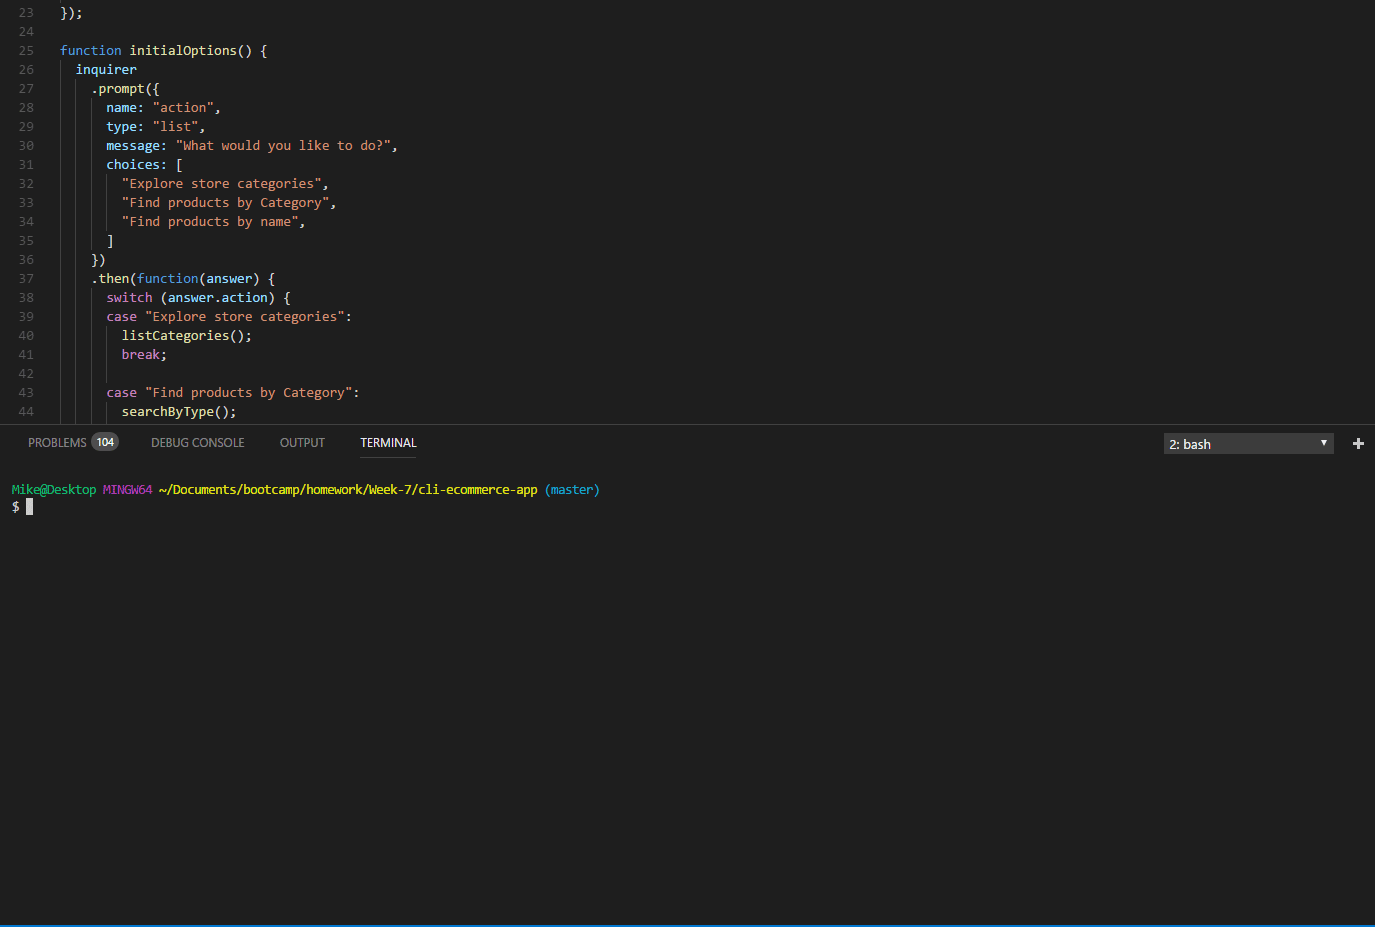 23 });
24
25 function initialOptions() {
26 inquirer
27 .prompt({
28 name: "action",
29 type: "list",
30 message: "What would you like to do?",
31 choices: [
32 "Explore store categories",
33 "Find products by Category",
34 "Find products by name",
35 ]
36 })
37 .then(function(answer) {
38 switch (answer.action) {
39 case "Explore store categories":
40 listCategories();
41 break;
42
43 case "Find products by Category":
44 searchByType();
PROBLEMS 104 DEBUG CONSOLE OUTPUT TERMINAL 2: bash
Mike@Desktop MINGW64 ~/Documents/bootcamp/homework/Week-7/cli-ecommerce-app (master)
$